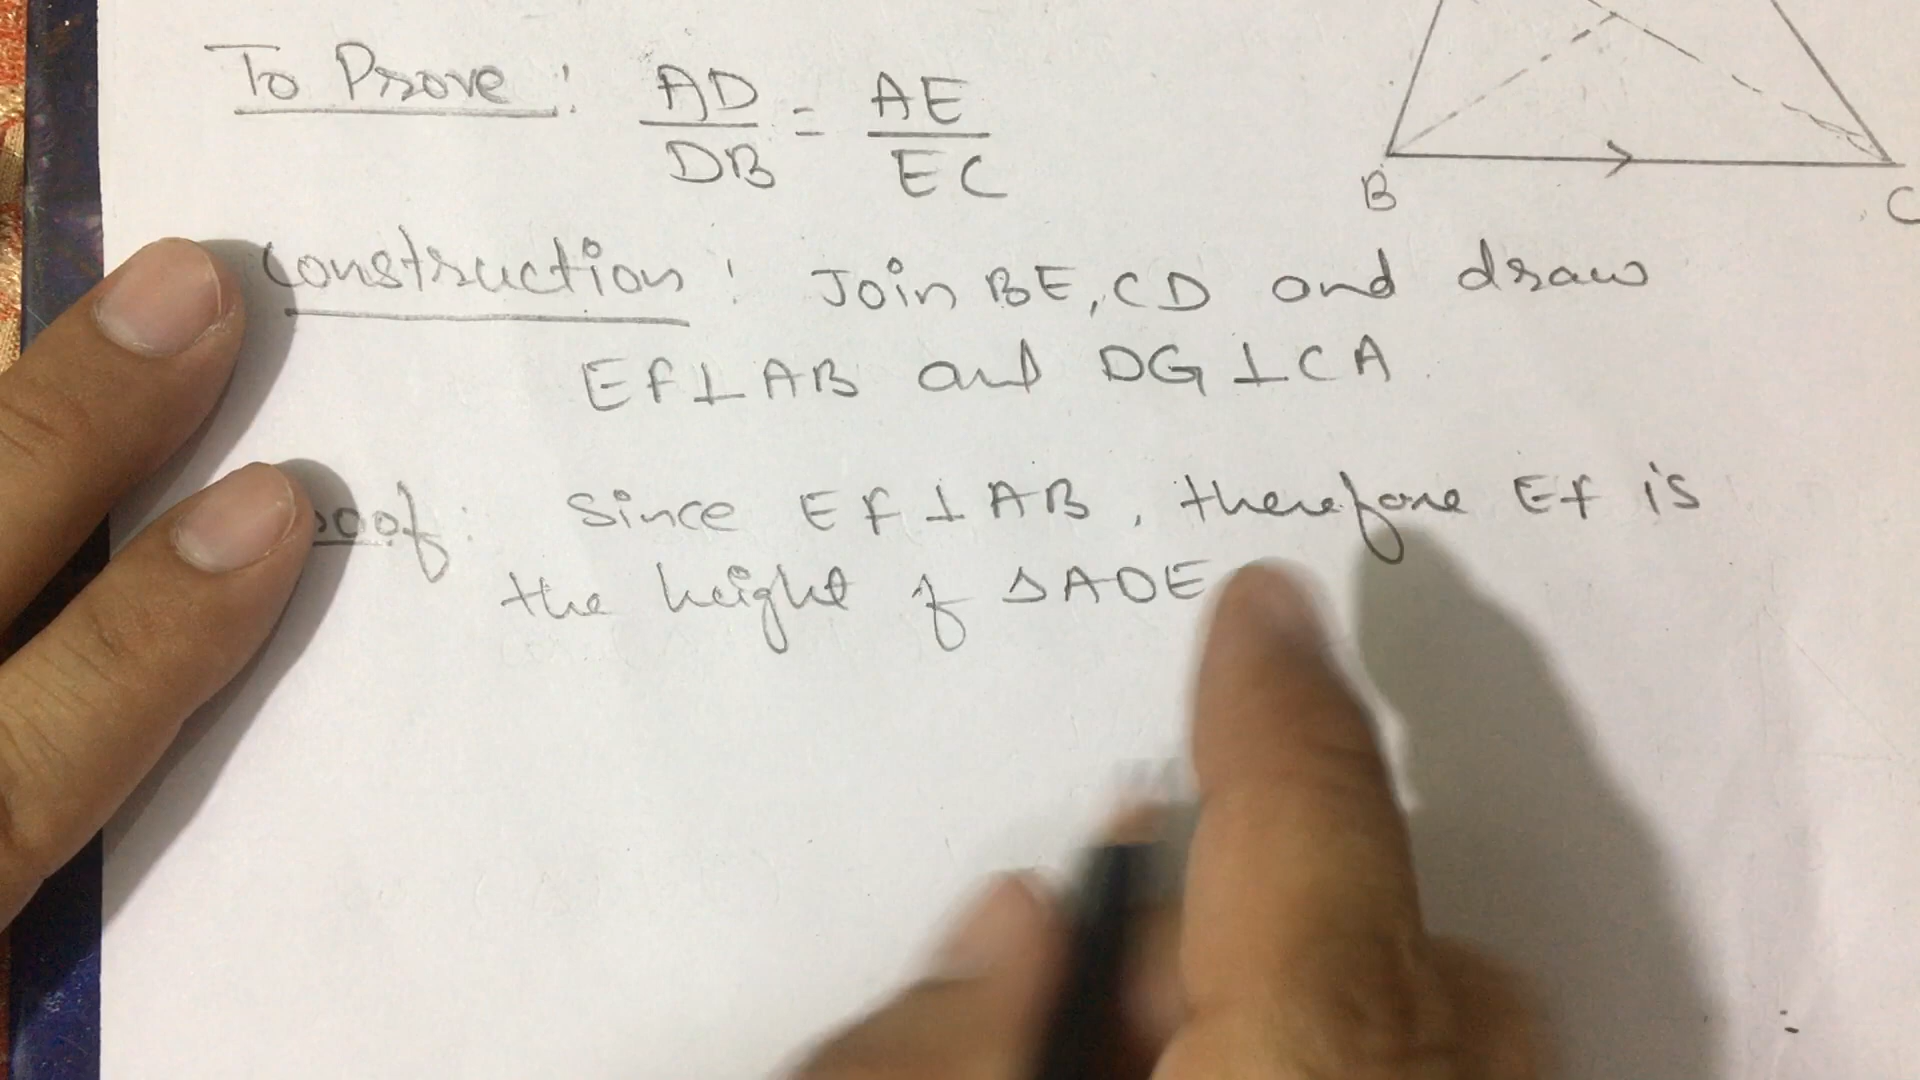 To Prove: AD/DB = AE/EC
B
C
Construction: Join BE, CD and draw
EF⊥AB and DG⊥CA.
oof: Since EF⊥AB, therefore EF is
the height of ΔADE